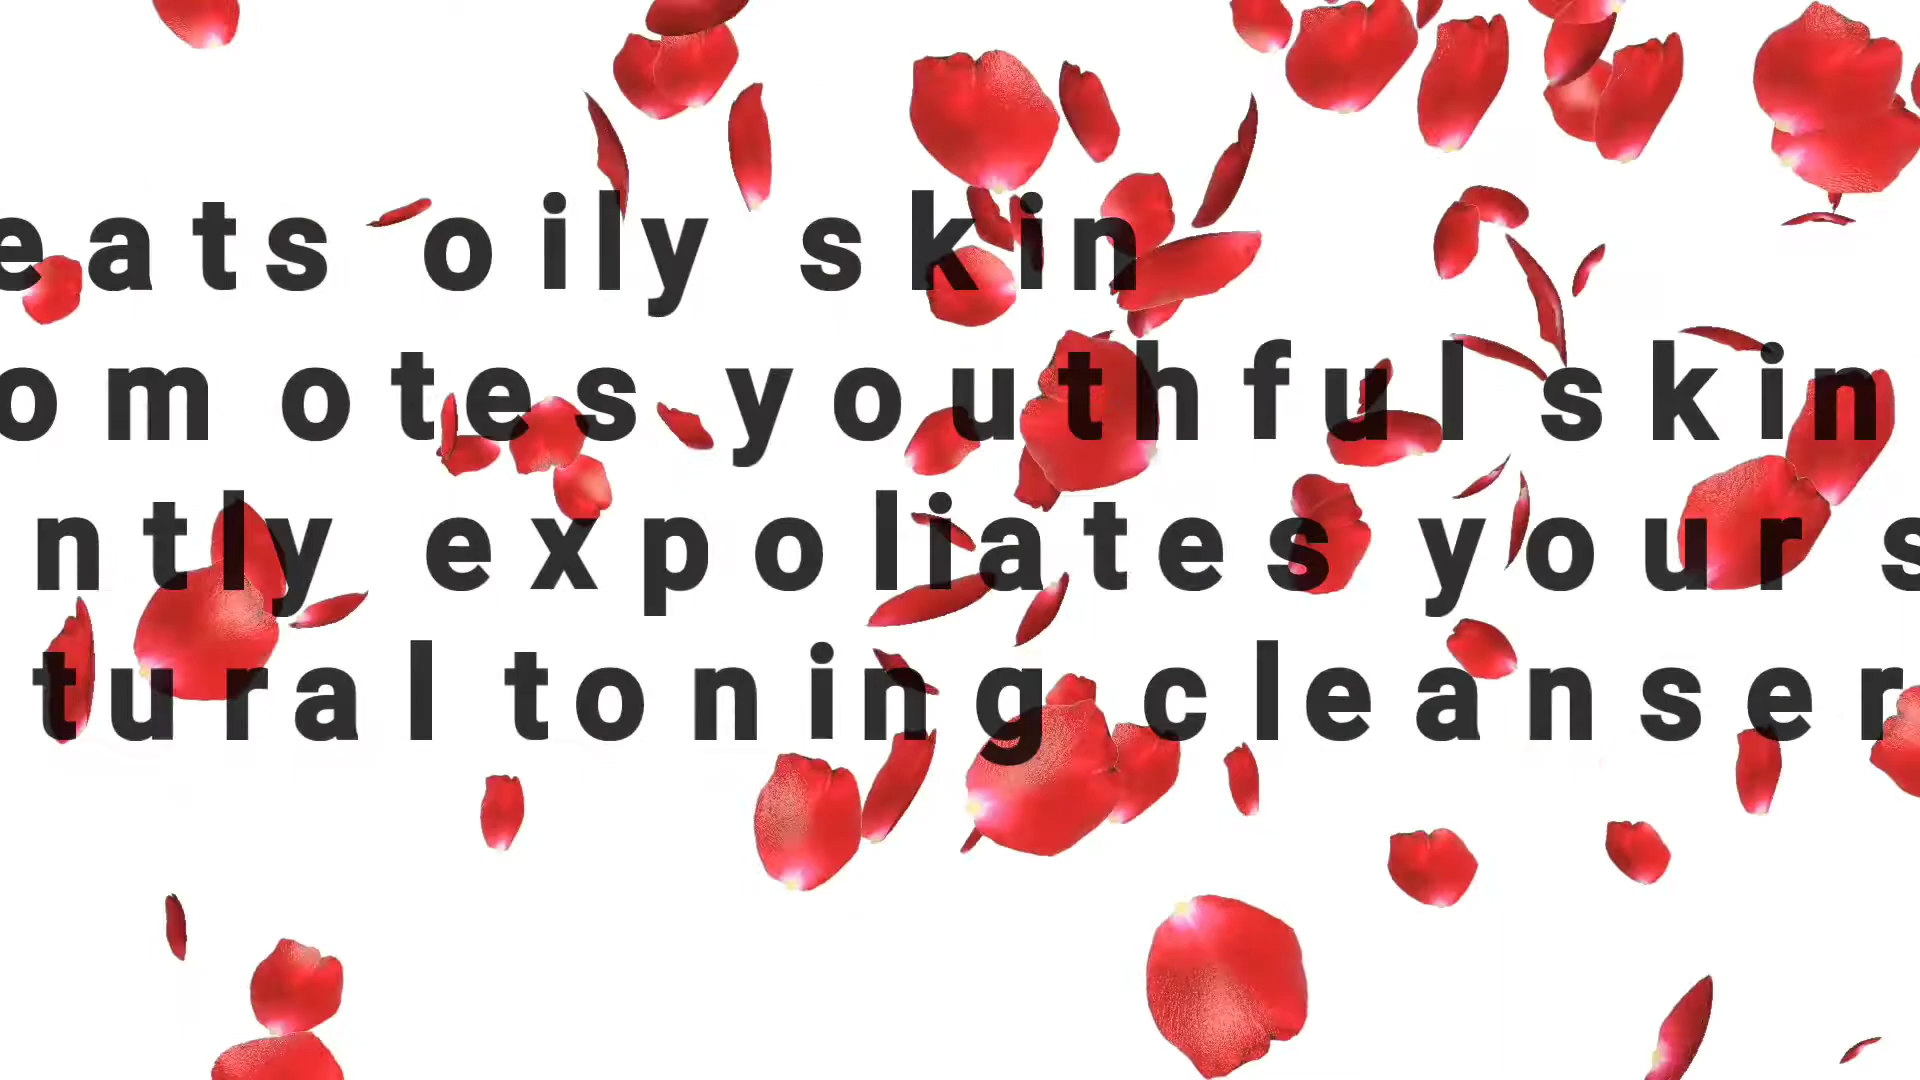 eats oily skin
omotes youthful skin
ntly expoliates your s
tural toning cleanser